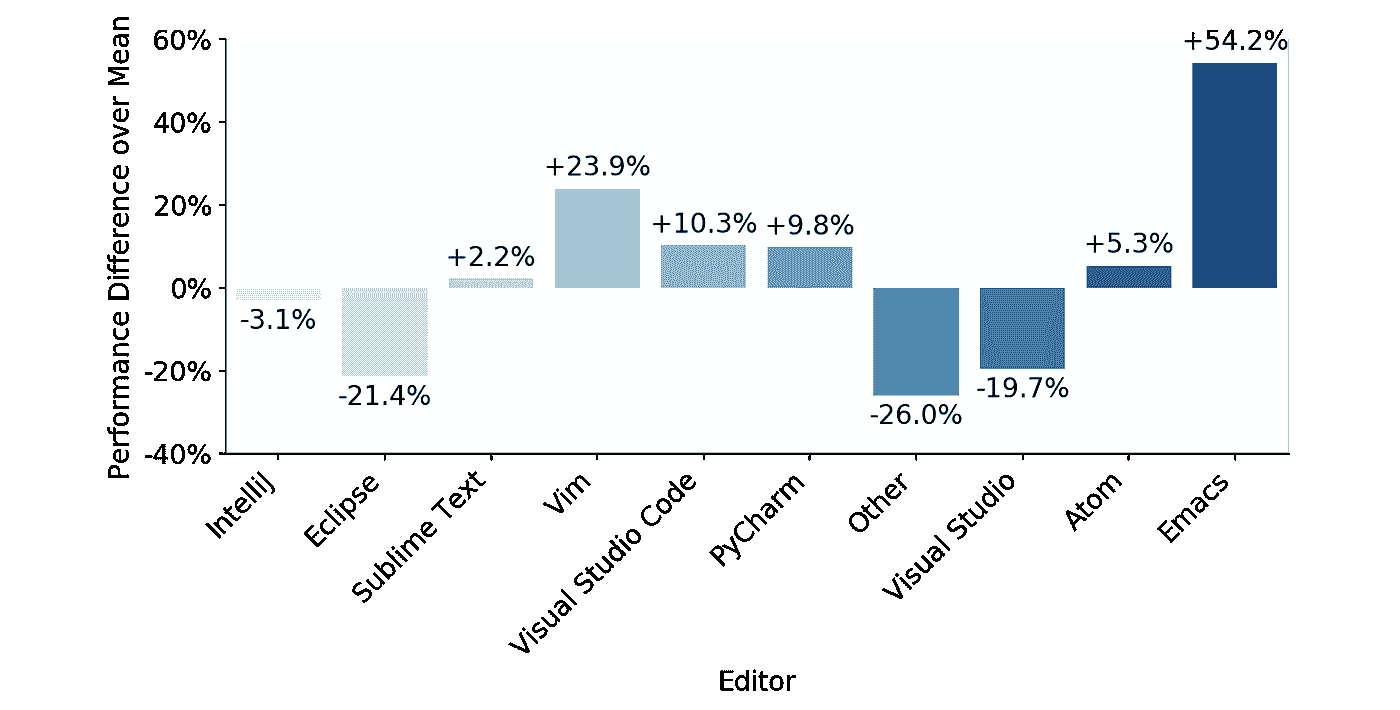 Performance Difference over Mean
60%
40%
20%
0%
-20%
-40%
-3.1%
-21.4%
+2.2%
+23.9%
+10.3%
+9.8%
-26.0%
-19.7%
+5.3%
+54.2%
IntelliJ
Eclipse
Sublime Text
Vim
Visual Studio Code
PyCharm
Other
Visual Studio
Atom
Emacs
Editor